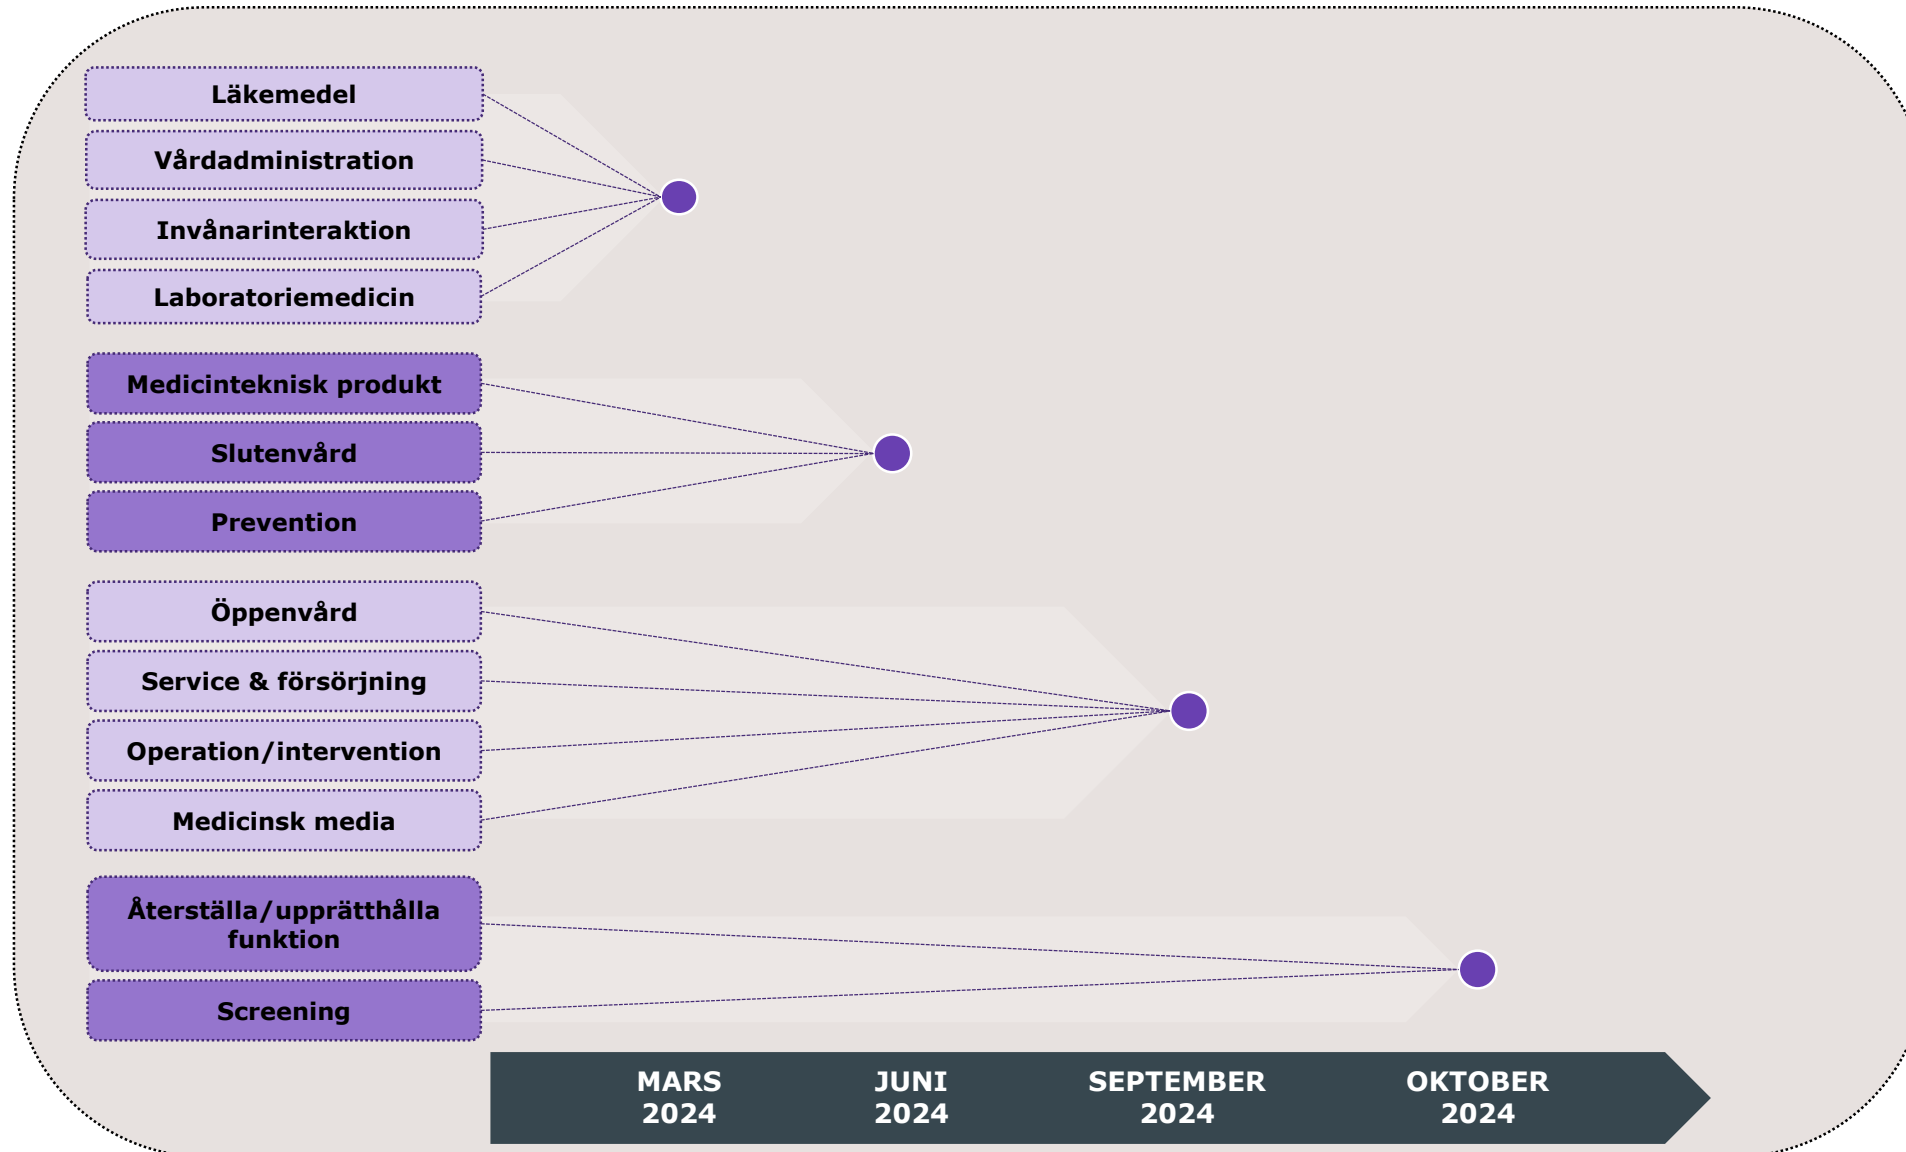 Läkemedel
Vårdadministration
Invånarinteraktion
Laboratoriemedicin
Medicinteknisk produkt
Slutenvård
Prevention
Öppenvård
Service & försörjning
Operation/intervention
Medicinsk media
Återställa/upprätthålla
funktion
Screening
MARS
2024
JUNI
2024
SEPTEMBER
2024
OKTOBER
2024